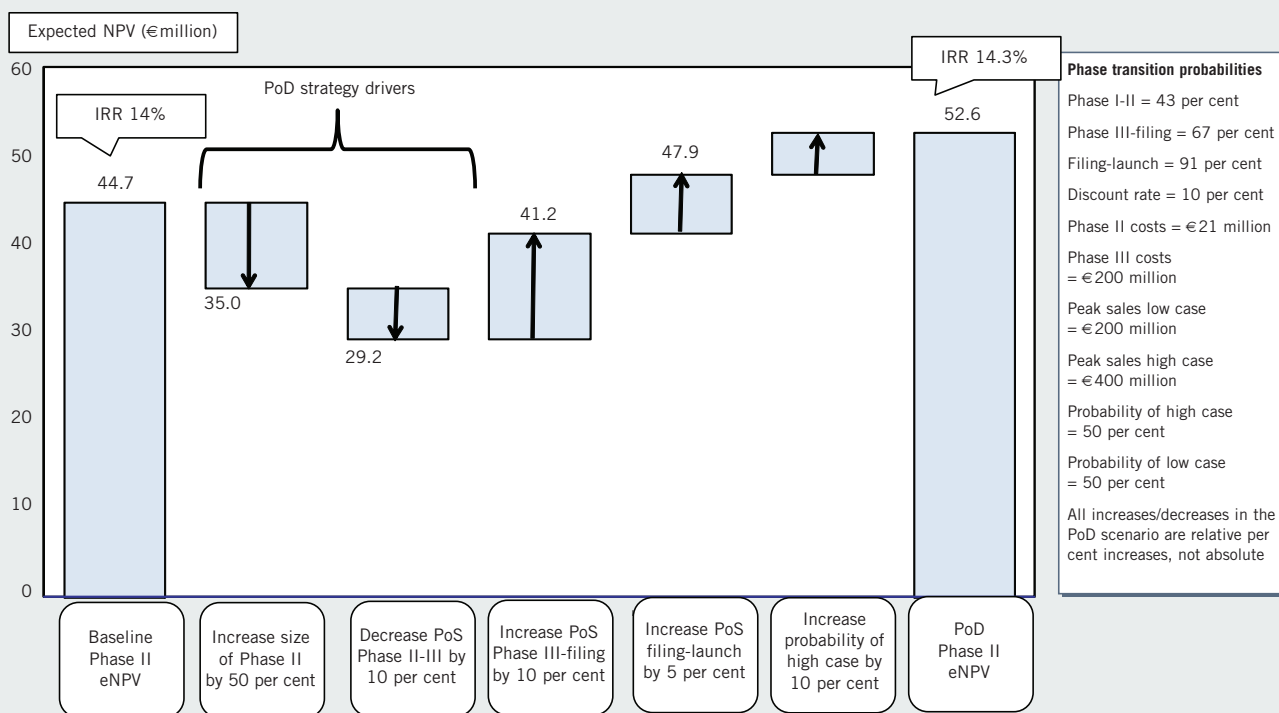 Expected NPV (€million)
60
50
40
30
20
10
0
IRR 14%
44.7
PoD strategy drivers
35.0
29.2
41.2
47.9
IRR 14.3%
52.6
Baseline
Phase II
eNPV
Increase size
of Phase II
by 50 per cent
Decrease PoS
Phase II-III by
10 per cent
Increase PoS
Phase III-filing
by 10 per cent
Increase PoS
filing-launch
by 5 per cent
Increase
probability of
high case by
10 per cent
PoD
Phase II
eNPV
Phase transition probabilities
Phase I-II = 43 per cent
Phase III-filing = 67 per cent
Filing-launch = 91 per cent
Discount rate = 10 per cent
Phase II costs = €21 million
Phase III costs
= €200 million
Peak sales low case
= €200 million
Peak sales high case
= €400 million
Probability of high case
= 50 per cent
Probability of low case
= 50 per cent
All increases/decreases in the
PoD scenario are relative per
cent increases, not absolute